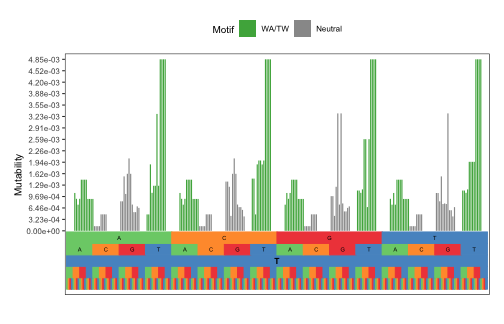 Motif WA/TW Neutral
4.85e-03
4.52e-03
4.20e-03
3.88e-03
3.55e-03
3.23e-03
2.91e-03
2.59e-03
2.26e-03
1.94e-03
1.62e-03
1.29e-03
9.69e-04
6.46e-04
3.23e-04
0.00e+00
Mutability
A C G T
A C G T A C G T A C G T A C G T
T